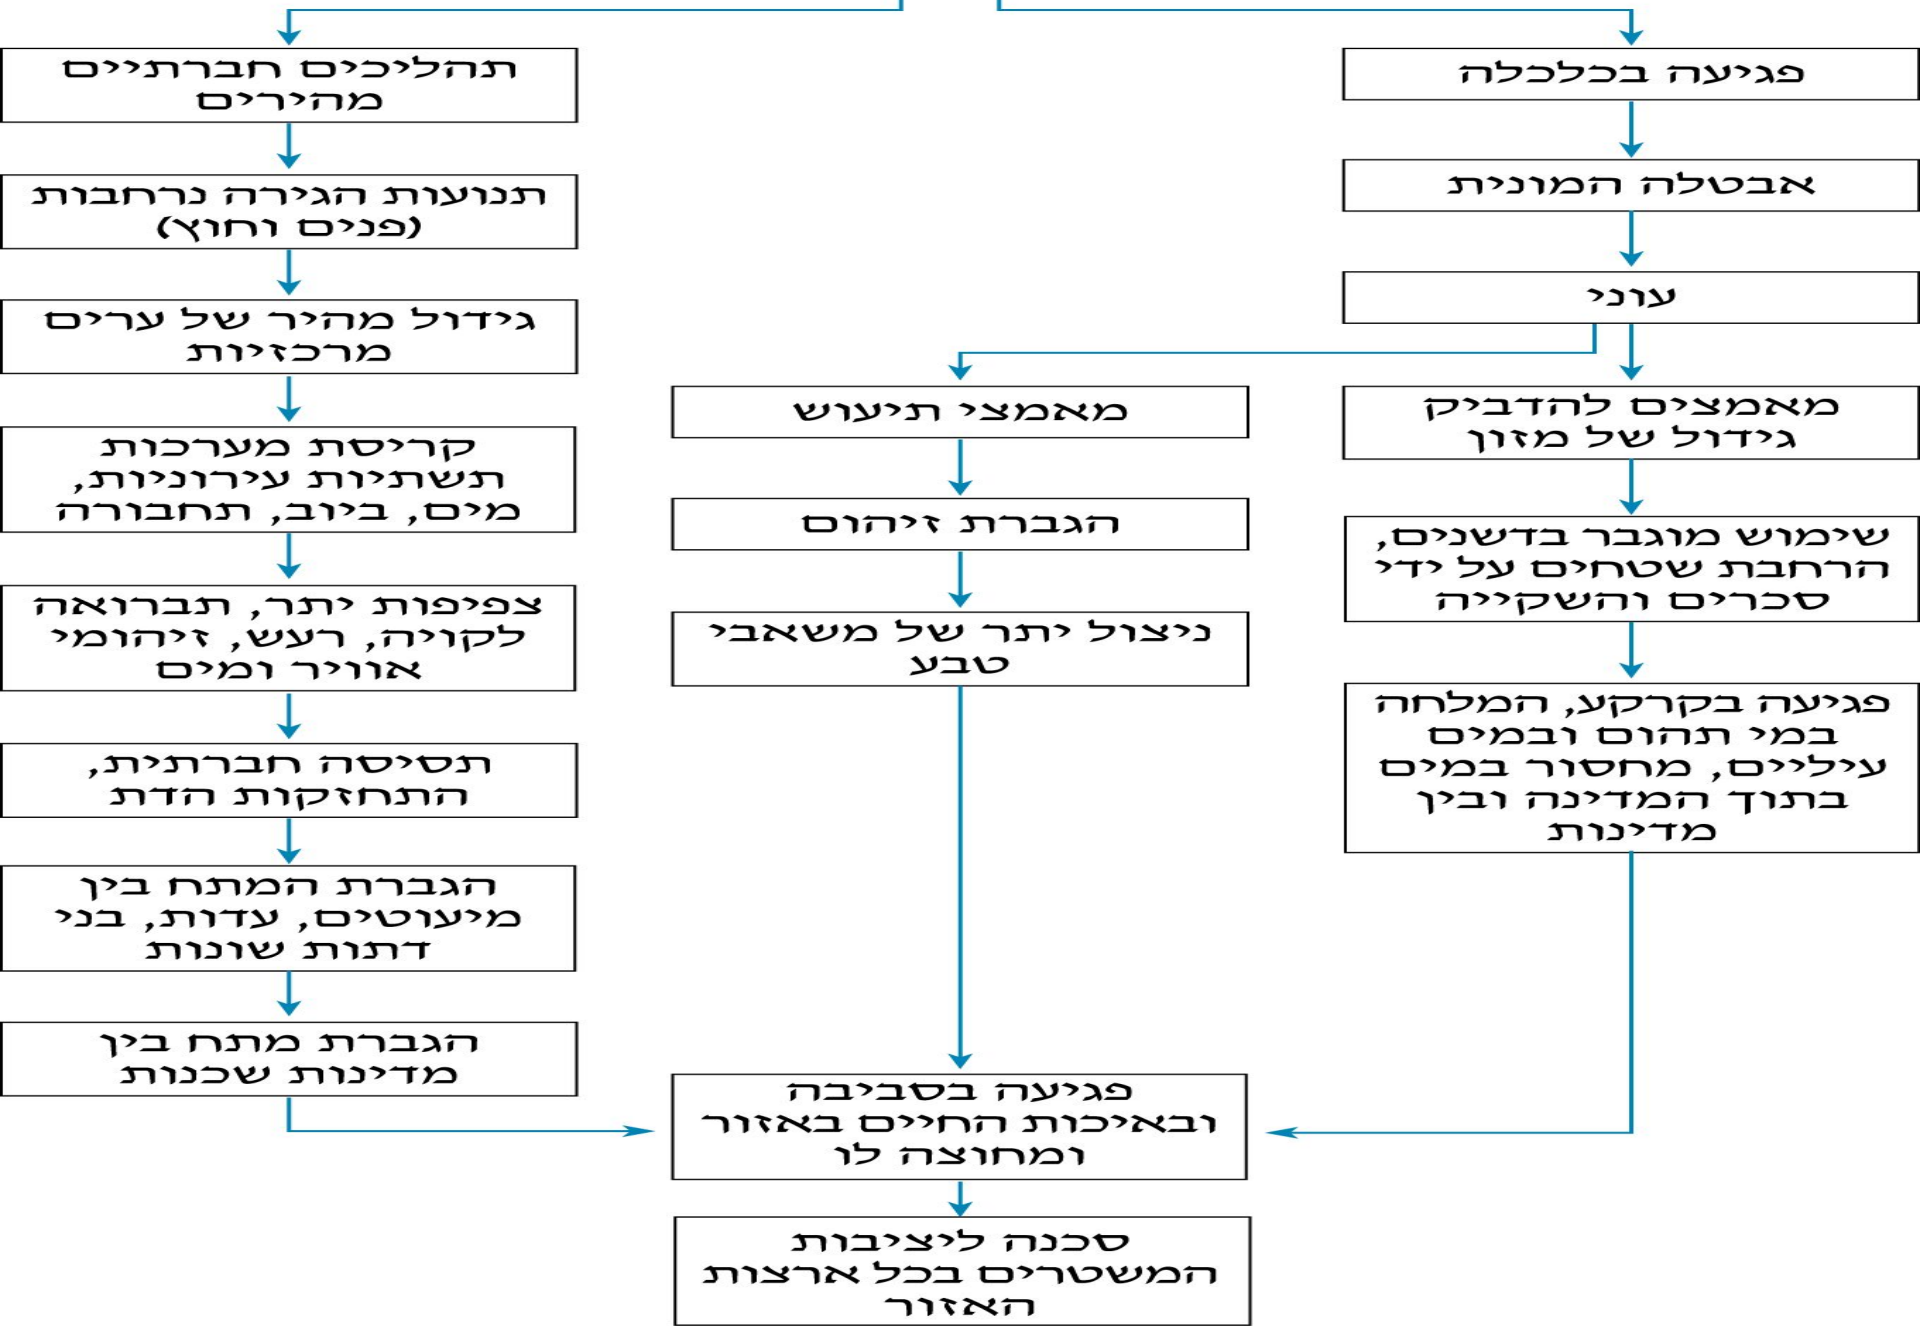 פגיעה בכלכלה
אבטלה המונית
עוני
מאמצים להדביק
גידול של מזון
שימוש מוגבר בדשנים,
הרחבת שטחים על ידי
סכרים והשקייה
פגיעה בקרקע, המלחה
במי תהום ובמים
עיליים, מחסור במים
בתוך המדינה ובין
מדינות
מאמצי תיעוש
הגברת זיהום
ניצול יתר של משאבי
טבע
תהליכים חברתיים
מהירים
תנועות הגירה נרחבות
(פנים וחוץ)
גידול מהיר של ערים
מרכזיות
קריסת מערכות
תשתיות עירוניות,
מים, ביוב, תחבורה
צפיפות יתר, תברואה
לקויה, רעש, זיהומי
אוויר ומים
תסיסה חברתית,
התחזקות הדת
הגברת המתח בין
מיעוטים, עדות, בני
דתות שונות
הגברת מתח בין
מדינות שכנות
פגיעה בסביבה
ובאיכות החיים באזור
ומחוצה לו
סכנה ליציבות
המשטרים בכל ארצות
האזור